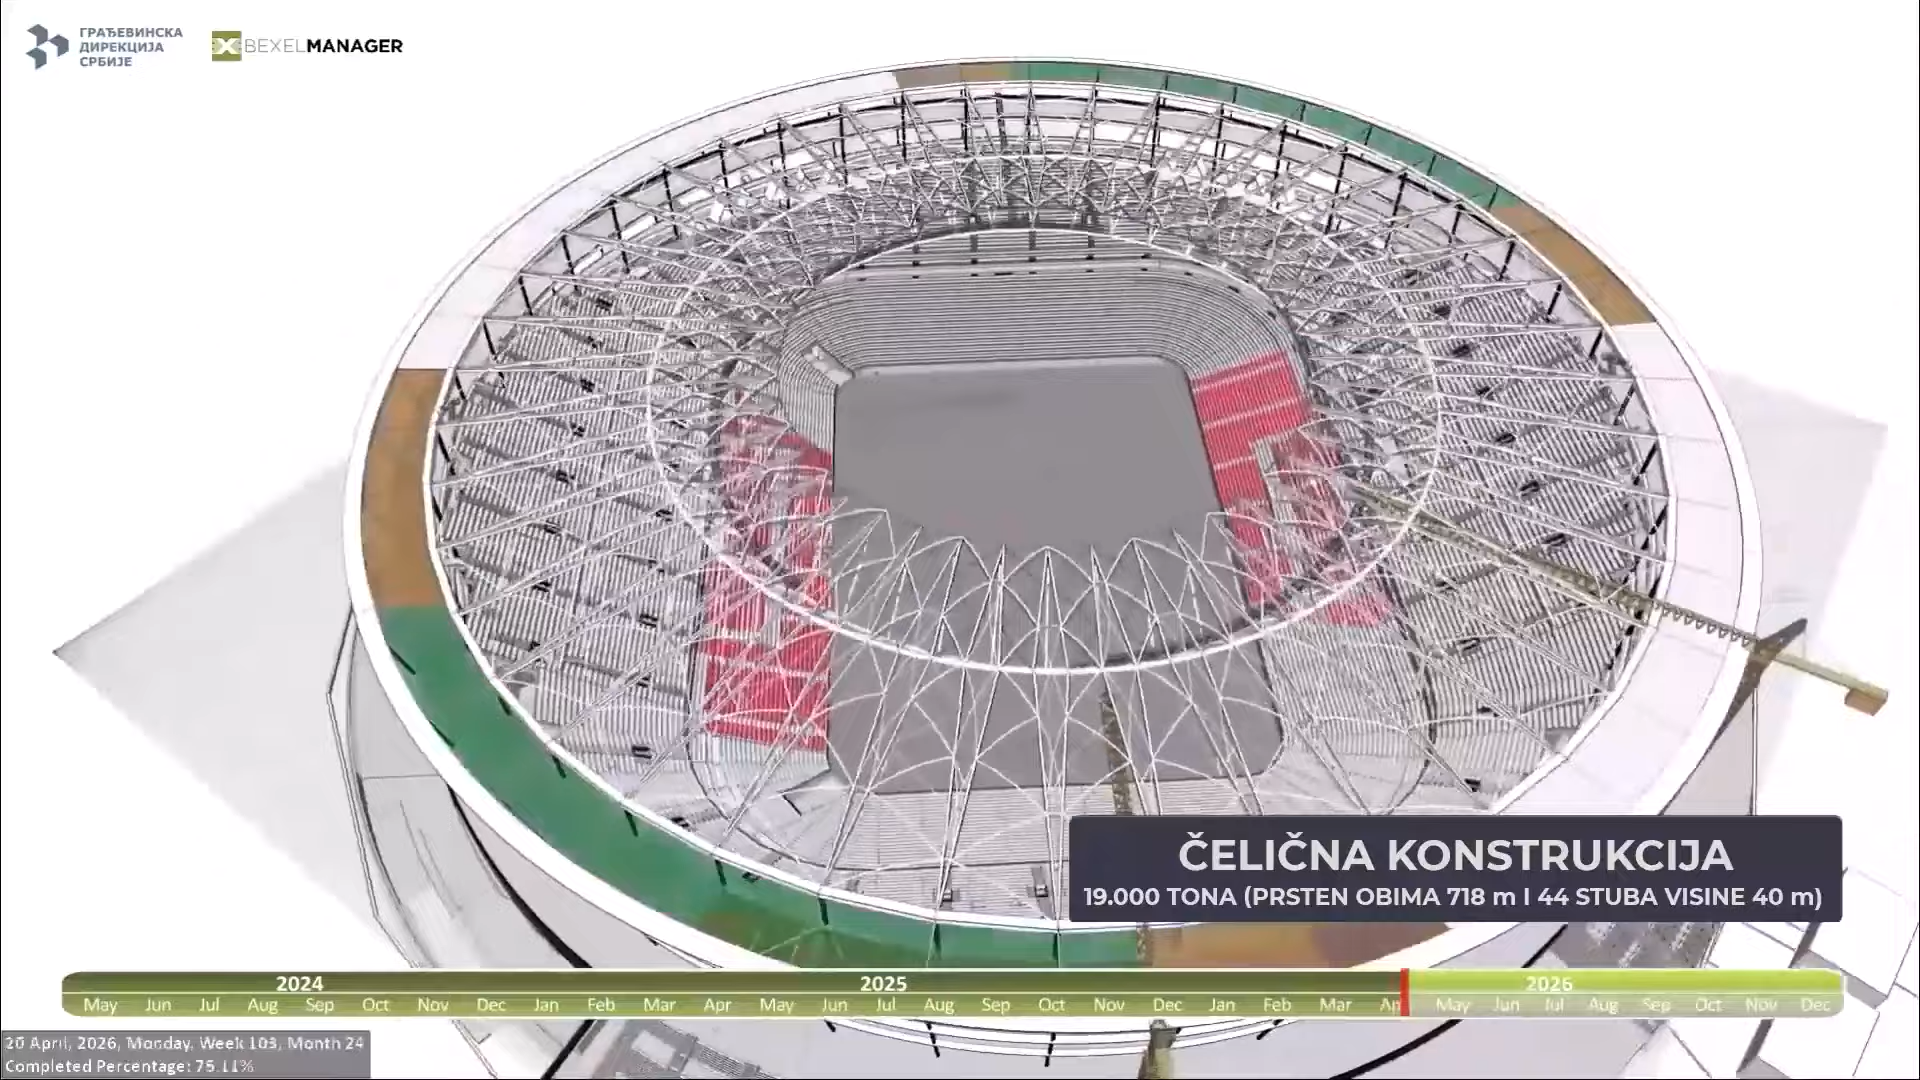 ГРАЂЕВИНСКА
ДИРЕКЦИЈА
СРБИЈЕ
BEXELMANAGER
ČELIČNA KONSTRUKCIJA
19.000 TONA (PRSTEN OBIMA 718 m I 44 STUBA VISINE 40 m)
2024 2025 2026
May Jun Jul Aug Sep Oct Nov Dec Jan Feb Mar Apr May Jun Jul Aug Sep Oct Nov Dec Jan Feb Mar Ap May Jun Jul Aug Sep Oct Nov Dec
20 April, 2026, Monday, Week 103, Month 24
Completed Percentage: 75.11%